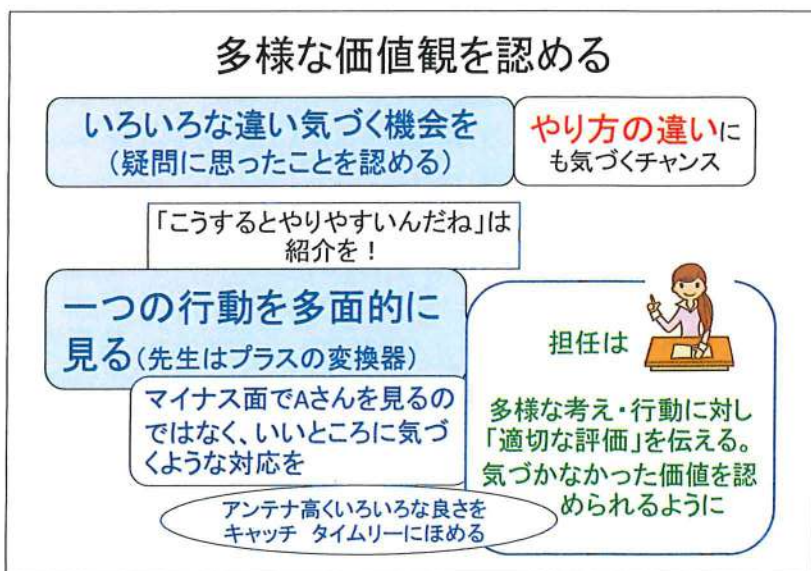 多様な価値観を認める
いろいろな違い気づく機会を
(疑問に思ったことを認める)
やり方の違いに
も気づくチャンス
「こうするとやりやすいんだね」は
紹介を！
一つの行動を多面的に
見る(先生はプラスの変換器)
マイナス面でAさんを見るの
ではなく、いいところに気づ
くような対応を
アンテナ高くいろいろな良さを
キャッチ タイムリーにほめる
担任は
多様な考え・行動に対し
「適切な評価」を伝える。
気づかなかった価値を認
められるように